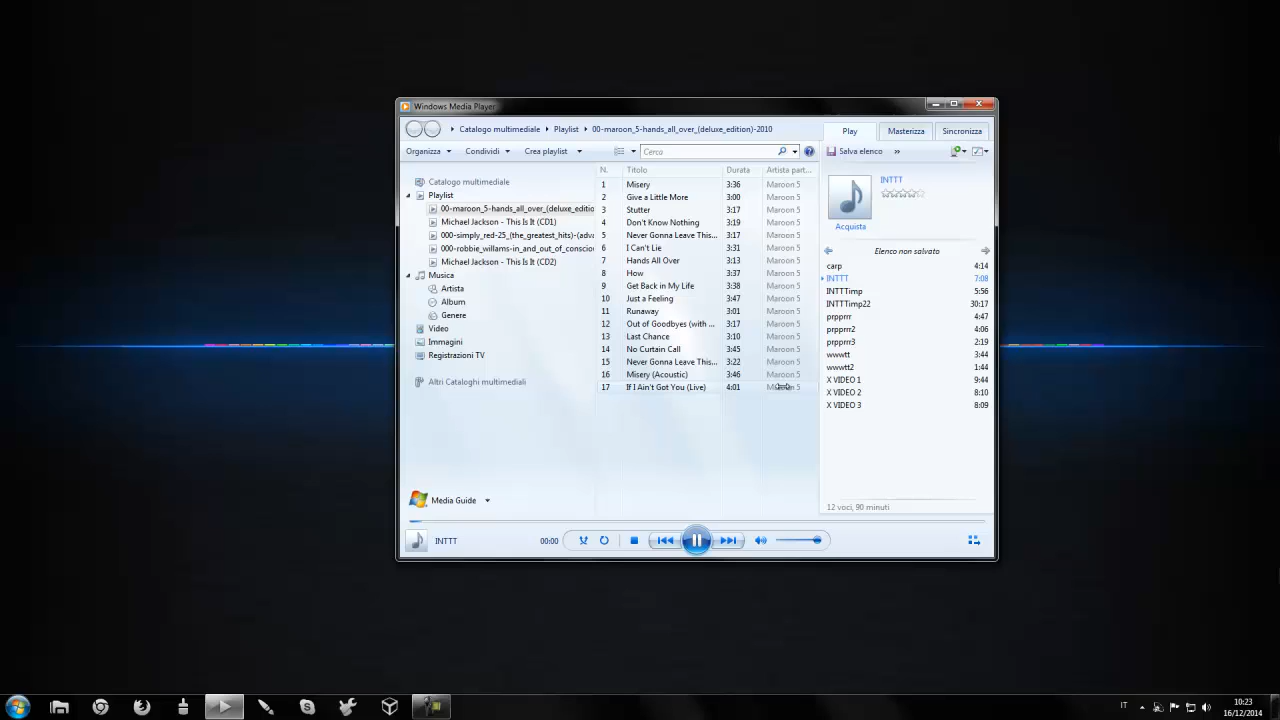 Windows Media Player
Catalogo multimediale Playlist 00-maroon_5-hands_all_over_(deluxe_edition)-2010
Play Masterizza Sincronizza
Organizza Condividi Crea playlist Cerca
Salva elenco »
N. Titolo Durata Artista part...
Catalogo multimediale
Playlist
00-maroon_5-hands_all_over_(deluxe_editio
Michael Jackson - This Is It (CD1)
000-simply_red-25_(the_greatest_hits)-(adva
000-robbie_willams-in_and_out_of_conscio
Michael Jackson - This Is It (CD2)
Musica
Artista
Album
Genere
Video
Immagini
Registrazioni TV
Altri Cataloghi multimediali
Media Guide
1 Misery 3:36 Maroon 5
2 Give a Little More 3:00 Maroon 5
3 Stutter 3:17 Maroon 5
4 Don't Know Nothing 3:19 Maroon 5
5 Never Gonna Leave This... 3:17 Maroon 5
6 I Can't Lie 3:31 Maroon 5
7 Hands All Over 3:13 Maroon 5
8 How 3:37 Maroon 5
9 Get Back in My Life 3:38 Maroon 5
10 Just a Feeling 3:47 Maroon 5
11 Runaway 3:01 Maroon 5
12 Out of Goodbyes (with ... 3:17 Maroon 5
13 Last Chance 3:10 Maroon 5
14 No Curtain Call 3:45 Maroon 5
15 Never Gonna Leave This... 3:22 Maroon 5
16 Misery (Acoustic) 3:46 Maroon 5
17 If I Ain't Got You (Live) 4:01 Maroon 5
INTTT
Acquista
Elenco non salvato
carp 4:14
INTTT 7:08
INTTTimp 5:56
INTTTimp22 30:17
prpprrr 4:47
prpprrr2 4:06
prpprrr3 2:19
wwwtt 3:44
wwwtt2 1:44
X VIDEO 1 9:44
X VIDEO 2 8:10
X VIDEO 3 8:09
12 voci, 90 minuti
INTTT 00:00
IT
10:23
16/12/2014